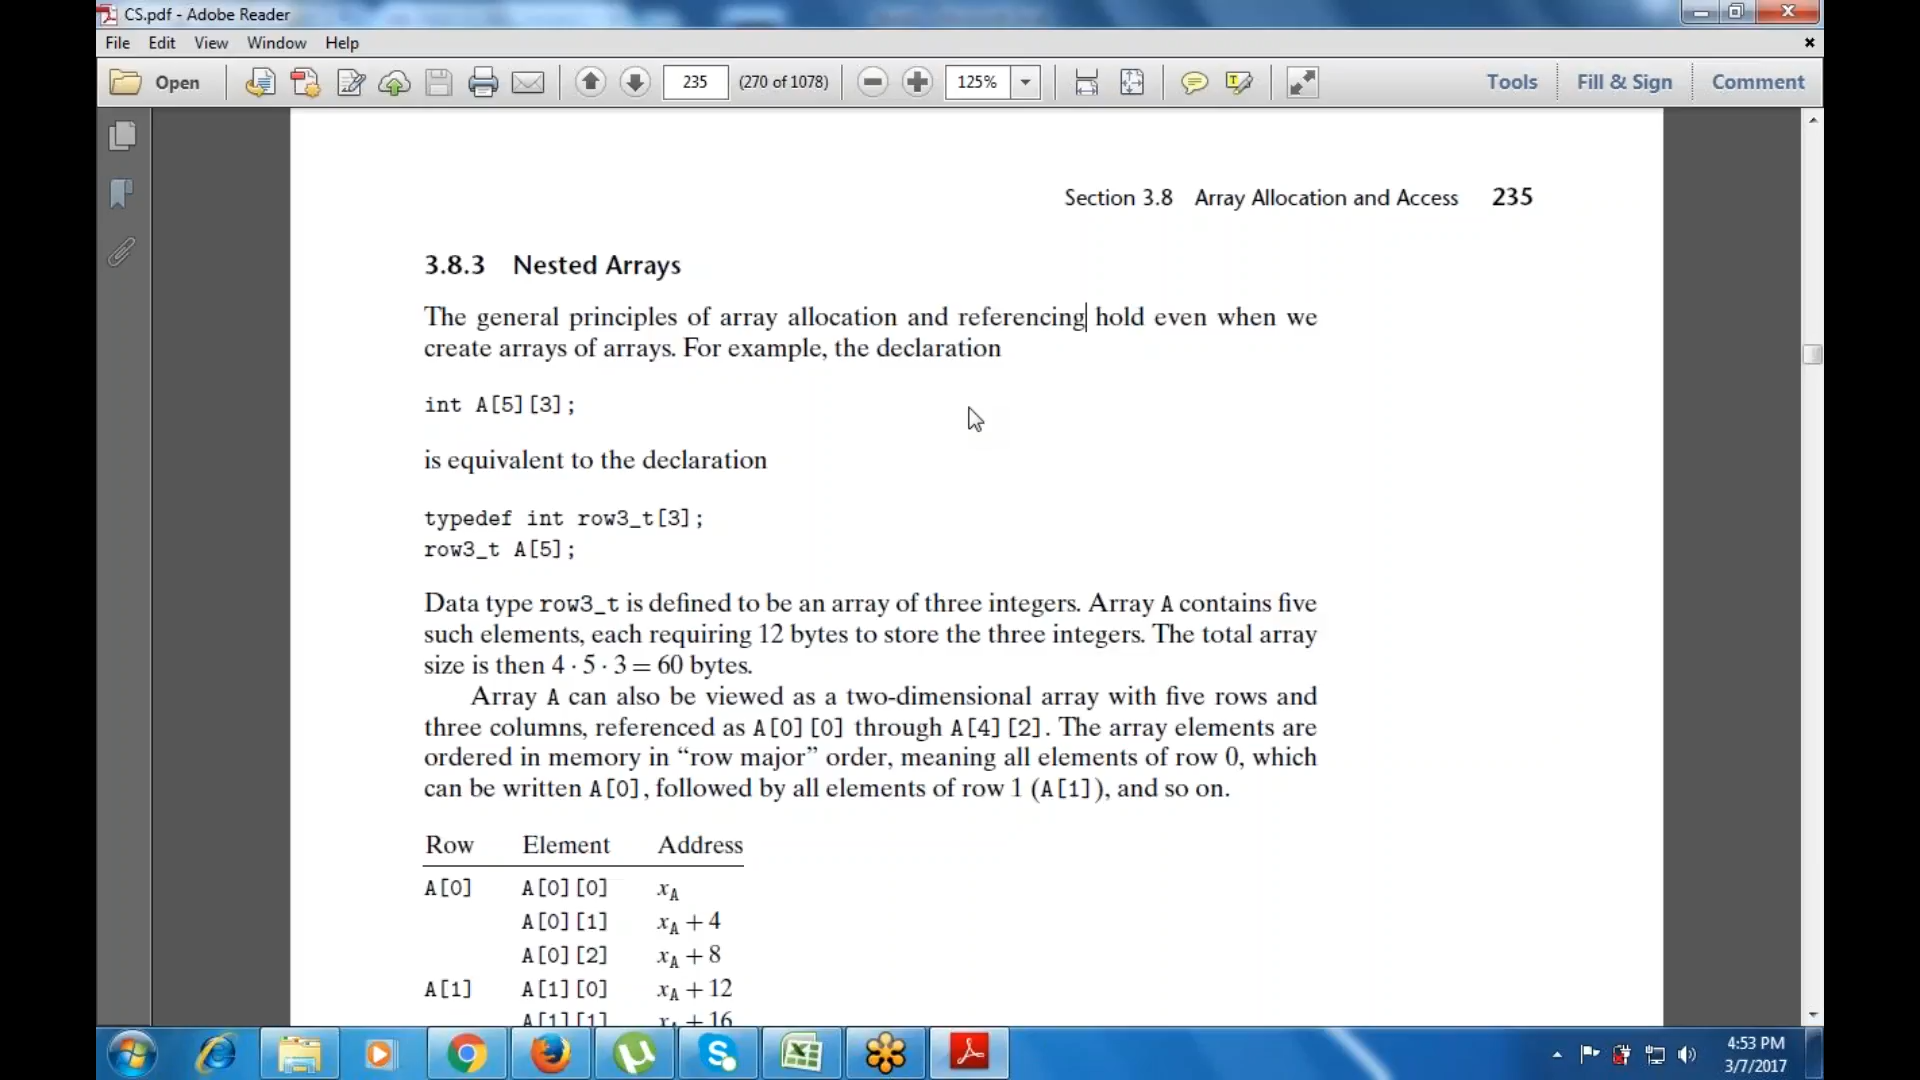 CS.pdf - Adobe Reader
File Edit View Window Help
Open 235 (270 of 1078) 125% Tools Fill & Sign Comment
Section 3.8 Array Allocation and Access 235
3.8.3 Nested Arrays
The general principles of array allocation and referencing hold even when we
create arrays of arrays. For example, the declaration
int A[5][3];
is equivalent to the declaration
typedef int row3_t[3];
row3_t A[5];
Data type row3_t is defined to be an array of three integers. Array A contains five
such elements, each requiring 12 bytes to store the three integers. The total array
size is then 4 · 5 · 3 = 60 bytes.
Array A can also be viewed as a two-dimensional array with five rows and
three columns, referenced as A[0][0] through A[4][2]. The array elements are
ordered in memory in “row major” order, meaning all elements of row 0, which
can be written A[0], followed by all elements of row 1 (A[1]), and so on.
Row Element Address
A[0] A[0][0] xA
A[0][1] xA + 4
A[0][2] xA + 8
A[1] A[1][0] xA + 12
A[1][1] xA + 16
4:53 PM
3/7/2017